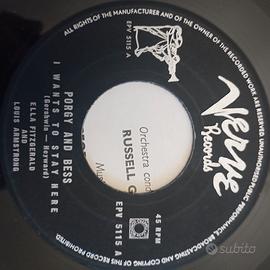 ALL RIGHTS OF THE MANUFACTURER AND OF THE OWNER OF THE RECORDED WORK RESERVED. UNAUTHORISED PUBLIC PERFORMANCE, BROADCASTING AND COPYING OF THIS RECORD PROHIBITED.
EPV 5115 A
Verve
Records
PORGY AND BESS
I WANTS TO STAY HERE
(Gershwin - Heyward)
ELLA FITZGERALD
AND
LOUIS ARMSTRONG
45 RPM
EPV 5115 A
Orchestra cond
RUSSELL G
subito